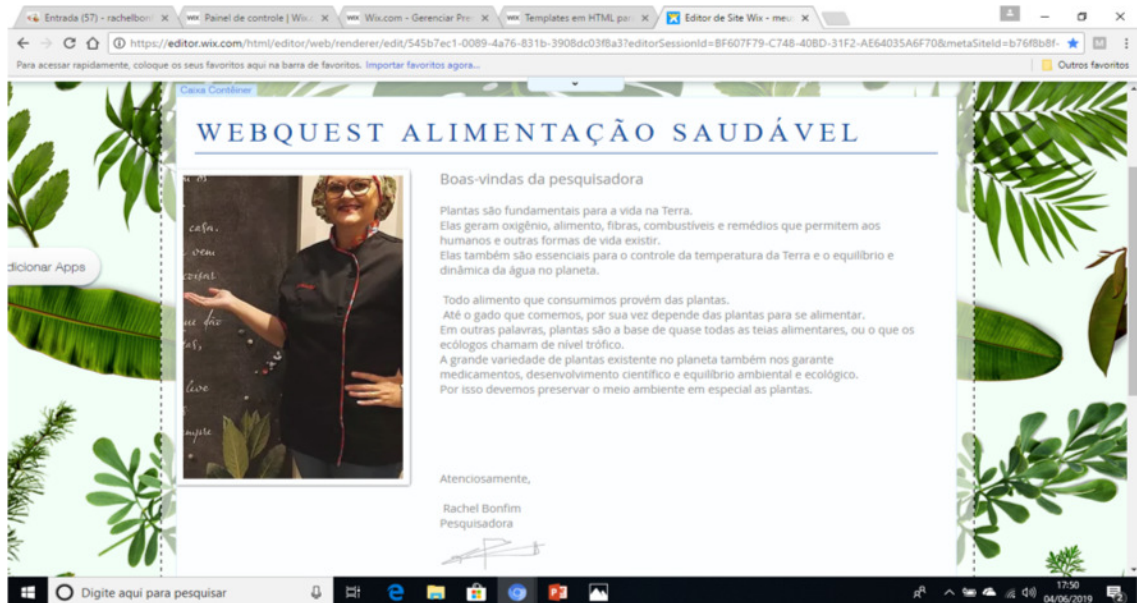 Entrada (57) - rachelbon
Painel de controle | Wix.c
Wix.com - Gerenciar Pre
Templates em HTML par
Editor de Site Wix - meu
https://editor.wix.com/html/editor/web/renderer/edit/545b7ec1-0089-4a76-831b-3908dc03f8a3?editorSessionId=BF607F79-C748-40BD-31F2-AE64035A6F70&metaSiteId=b76f8b8f-
Para acessar rapidamente, coloque os seus favoritos aqui na barra de favoritos. Importar favoritos agora...
Outros favoritos
Caixa Contêiner
WEBQUEST ALIMENTAÇÃO SAUDÁVEL
Boas-vindas da pesquisadora
Plantas são fundamentais para a vida na Terra.
Elas geram oxigênio, alimento, fibras, combustíveis e remédios que permitem aos
humanos e outras formas de vida existir.
Elas também são essenciais para o controle da temperatura da Terra e o equilíbrio e
dinâmica da água no planeta.
Todo alimento que consumimos provém das plantas.
Até o gado que comemos, por sua vez depende das plantas para se alimentar.
Em outras palavras, plantas são a base de quase todas as teias alimentares, ou o que os
ecólogos chamam de nível trófico.
A grande variedade de plantas existente no planeta também nos garante
medicamentos, desenvolvimento científico e equilíbrio ambiental e ecológico.
Por isso devemos preservar o meio ambiente em especial as plantas.
Atenciosamente,
Rachel Bonfim
Pesquisadora
dicionar Apps
casa.
vem
coisas
live
empre
Digite aqui para pesquisar
17:50
04/06/2019